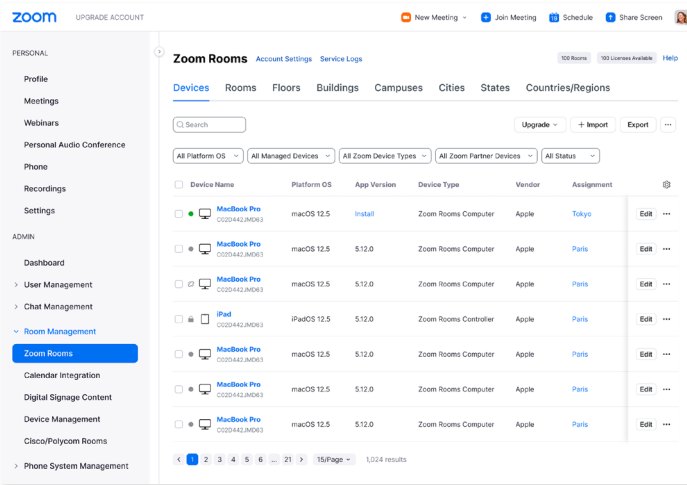 zoom UPGRADE ACCOUNT New Meeting Join Meeting 19 Schedule Share Screen
PERSONAL
Profile
Meetings
Webinars
Personal Audio Conference
Phone
Recordings
Settings
ADMIN
Dashboard
User Management
Chat Management
Room Management
Zoom Rooms
Calendar Integration
Digital Signage Content
Device Management
Cisco/Polycom Rooms
Phone System Management
Zoom Rooms Account Settings Service Logs 100 Rooms 100 Licenses Available Help
Devices Rooms Floors Buildings Campuses Cities States Countries/Regions
Search Upgrade + Import Export ...
All Platform OS All Managed Devices All Zoom Device Types All Zoom Partner Devices All Status
Device Name Platform OS App Version Device Type Vendor Assignment
MacBook Pro macOS 12.5 Install Zoom Rooms Computer Apple Tokyo Edit ...
C02D442JMD63
MacBook Pro macOS 12.5 5.12.0 Zoom Rooms Computer Apple Paris Edit ...
C02D442JMD63
MacBook Pro macOS 12.5 5.12.0 Zoom Rooms Computer Apple Paris Edit ...
C02D442JMD63
iPad iPadOS 12.5 5.12.0 Zoom Rooms Controller Apple Paris Edit ...
C02D442JMD63
MacBook Pro macOS 12.5 5.12.0 Zoom Rooms Computer Apple Paris Edit ...
C02D442JMD63
MacBook Pro macOS 12.5 5.12.0 Zoom Rooms Computer Apple Paris Edit ...
C02D442JMD63
MacBook Pro macOS 12.5 5.12.0 Zoom Rooms Computer Apple Paris Edit ...
C02D442JMD63
< 1 2 3 4 5 6 ... 21 > 15/Page 1,024 results